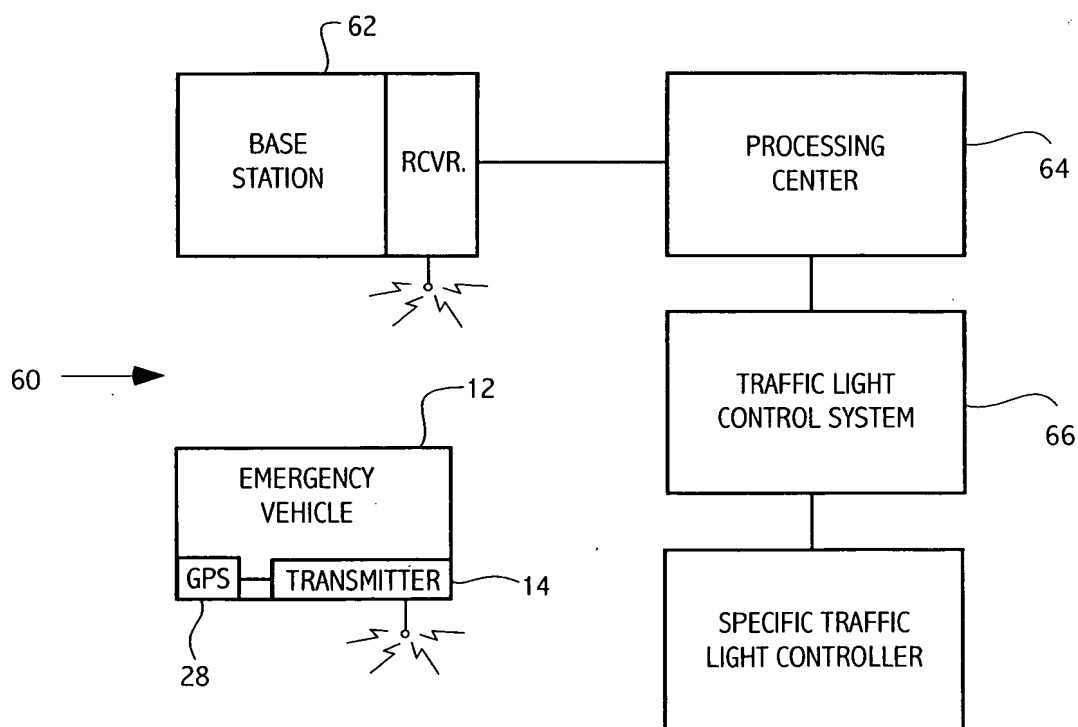 62
BASE
STATION
RCVR.
PROCESSING
CENTER
64
60
TRAFFIC LIGHT
CONTROL SYSTEM
66
12
EMERGENCY
VEHICLE
GPS
TRANSMITTER
14
28
SPECIFIC TRAFFIC
LIGHT CONTROLLER